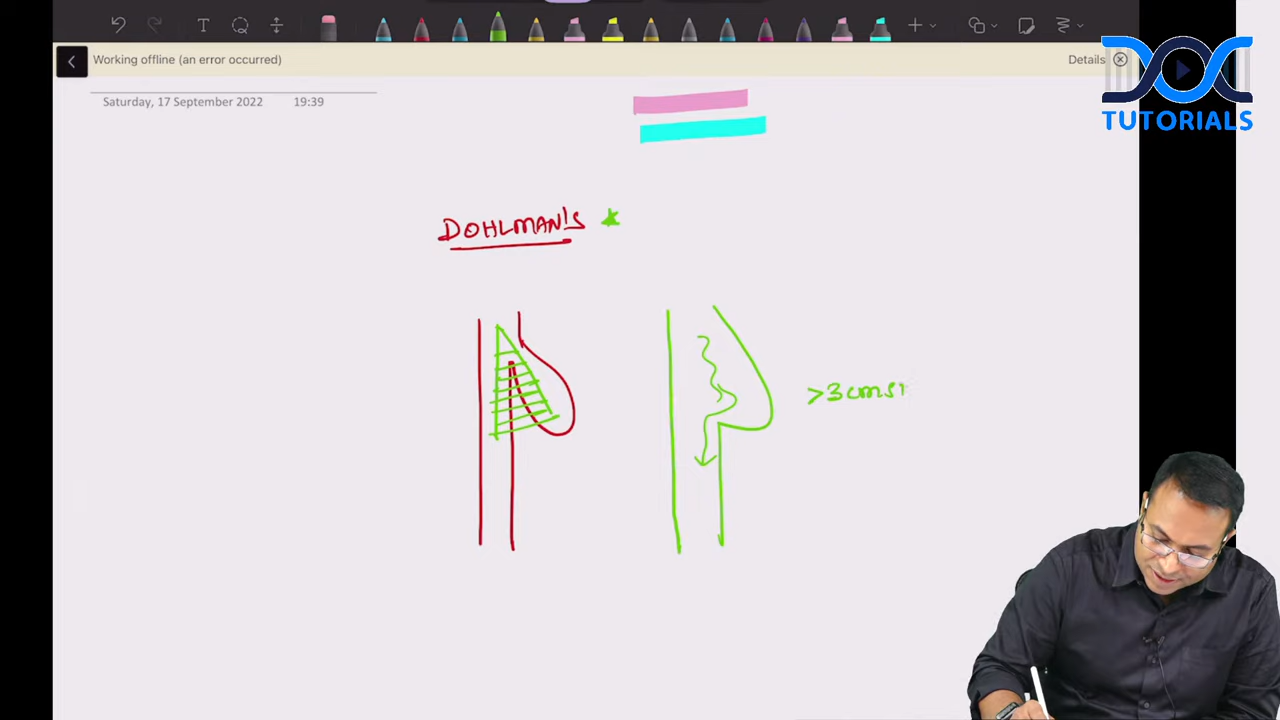 Working offline (an error occurred)
Details
Saturday, 17 September 2022 19:39
TUTORIALS
DOHLMAN'S
>3cms